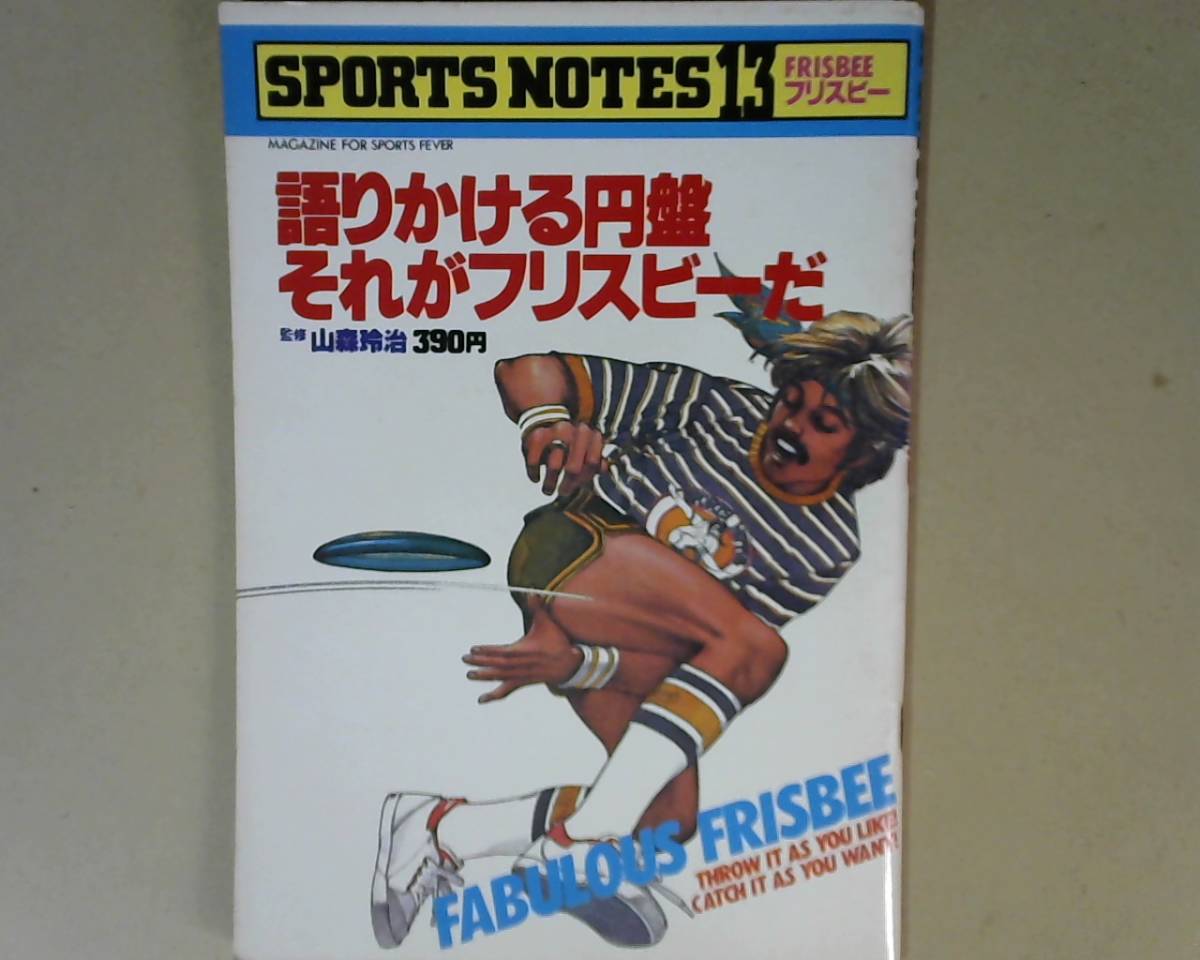 SPORTS NOTES 13
FRISBEE
フリスビー
MAGAZINE FOR SPORTS FEVER
語りかける円盤
それがフリスビーだ
監修 山森玲治 390円
FABULOUS FRISBEE
THROW IT AS YOU LIKE!
CATCH IT AS YOU WANT!